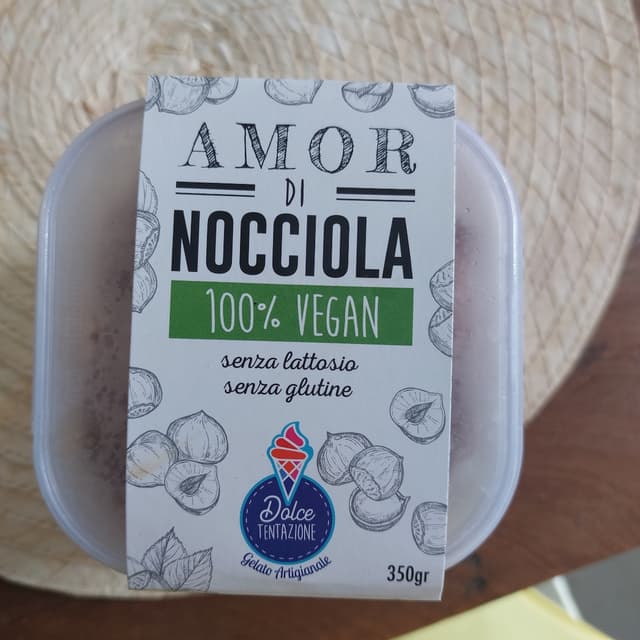 AMOR
DI
NOCCIOLA
100% VEGAN
senza lattosio
senza glutine
Dolce
TENTAZIONE
Gelato Artigianale
350gr